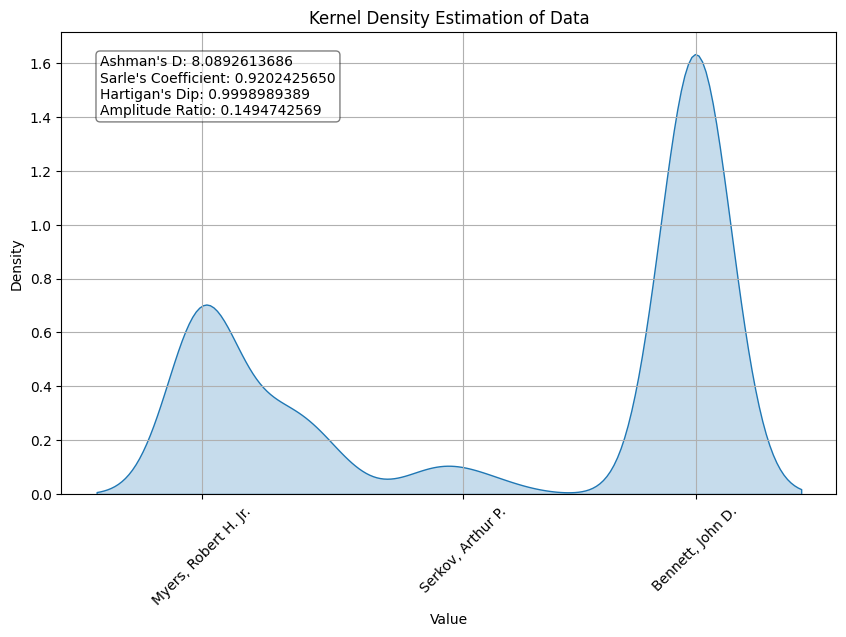 Kernel Density Estimation of Data
Ashman's D: 8.0892613686
Sarle's Coefficient: 0.9202425650
Hartigan's Dip: 0.9998989389
Amplitude Ratio: 0.1494742569
Density
1.6
1.4
1.2
1.0
0.8
0.6
0.4
0.2
0.0
Myers, Robert H. Jr.
Serkov, Arthur P.
Bennett, John D.
Value